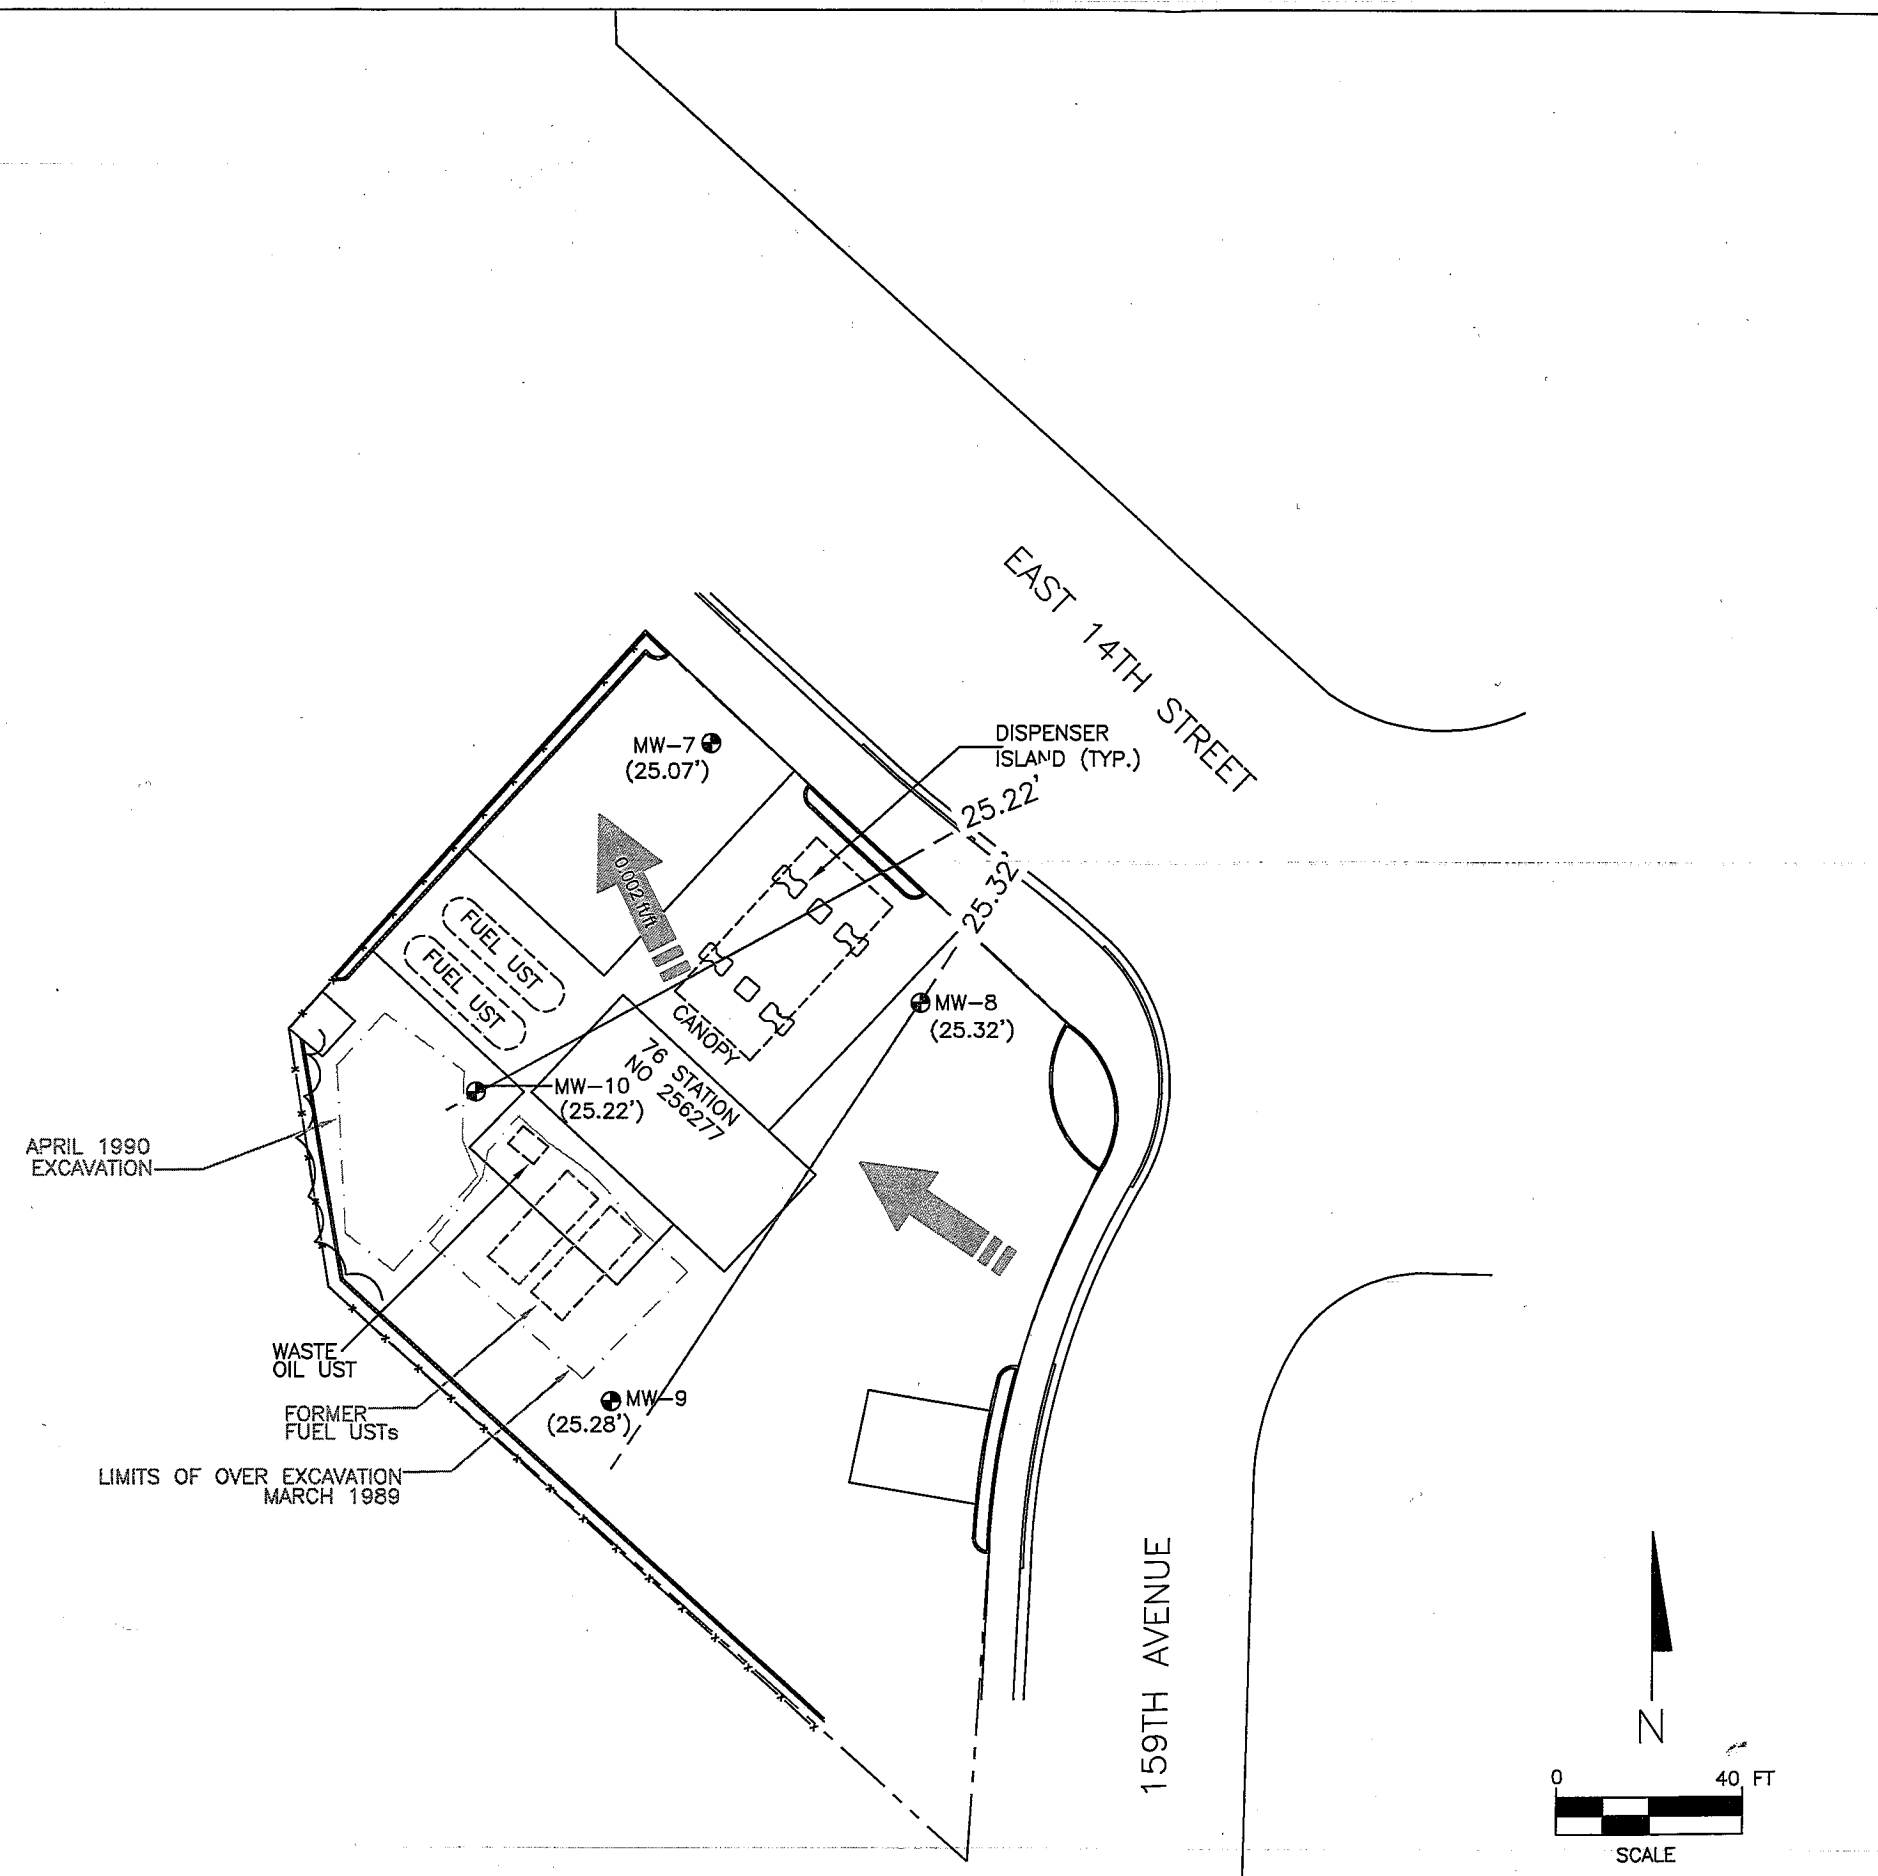 EAST 14TH STREET
DISPENSER
ISLAND (TYP.)
MW-7
(25.07')
25.22'
25.32'
0.002 ft/ft
FUEL UST
FUEL UST
MW-8
(25.32')
CANOPY
76 STATION
NO 256277
MW-10
(25.22')
APRIL 1990
EXCAVATION
WASTE
OIL UST
FORMER
FUEL USTs
MW-9
(25.28')
LIMITS OF OVER EXCAVATION
MARCH 1989
159TH AVENUE
N
0 40 FT
SCALE